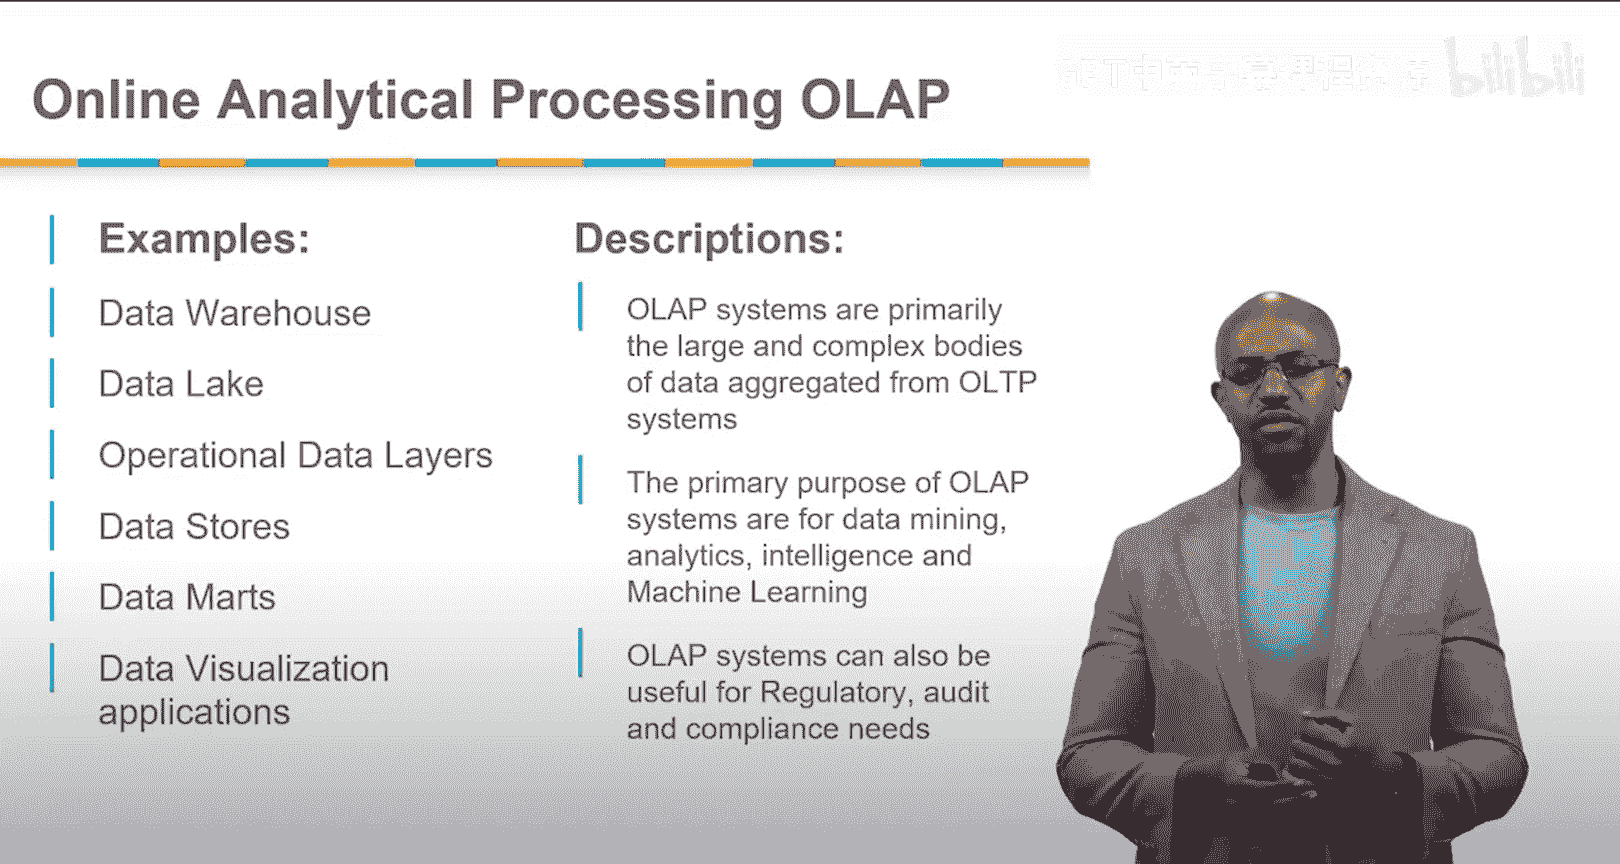 Online Analytical Processing OLAP
bilibili
Examples:
Data Warehouse
Data Lake
Operational Data Layers
Data Stores
Data Marts
Data Visualization
applications
Descriptions:
OLAP systems are primarily
the large and complex bodies
of data aggregated from OLTP
systems
The primary purpose of OLAP
systems are for data mining,
analytics, intelligence and
Machine Learning
OLAP systems can also be
useful for Regulatory, audit
and compliance needs